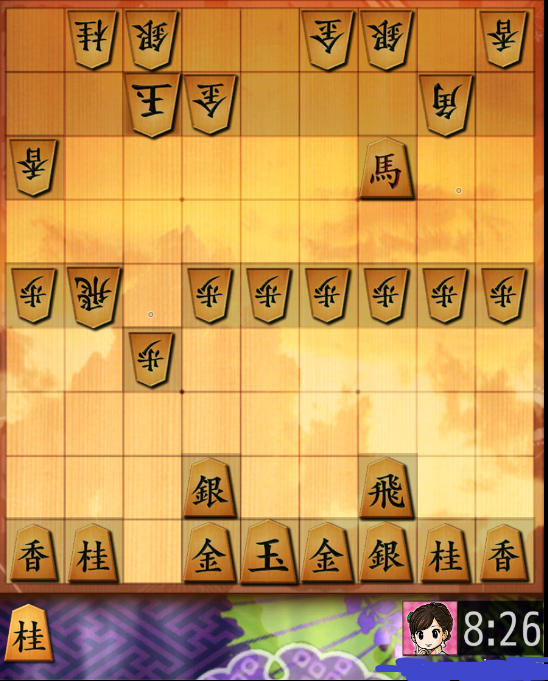 桂 銀 金 銀 香
玉 金 角
香 馬
歩 飛 歩 歩 歩 歩 歩 歩
歩
銀 飛
香 桂 金 玉 金 銀 桂 香
桂 8:26